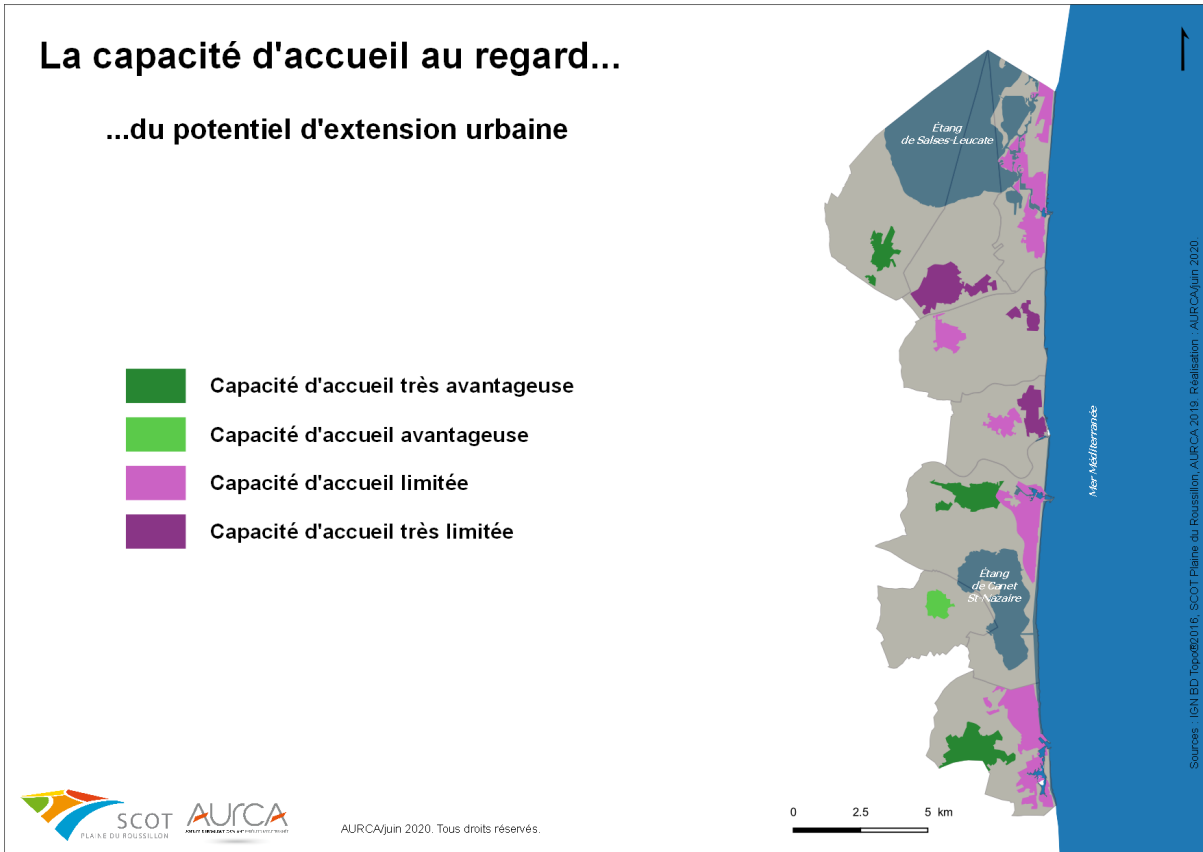 La capacité d'accueil au regard...
...du potentiel d'extension urbaine
Étang
de Salses-Leucate
Capacité d'accueil très avantageuse
Capacité d'accueil avantageuse
Capacité d'accueil limitée
Capacité d'accueil très limitée
Mer Méditerranée
Étang
de Canet
St-Nazaire
Sources : IGN BD Topo®2016, SCOT Plaine du Roussillon, AURCA 2019. Réalisation : AURCA/juin 2020.
SCOT
PLAINE DU ROUSSILLON
AURCA
AURCA/juin 2020. Tous droits réservés.
0 2.5 5 km